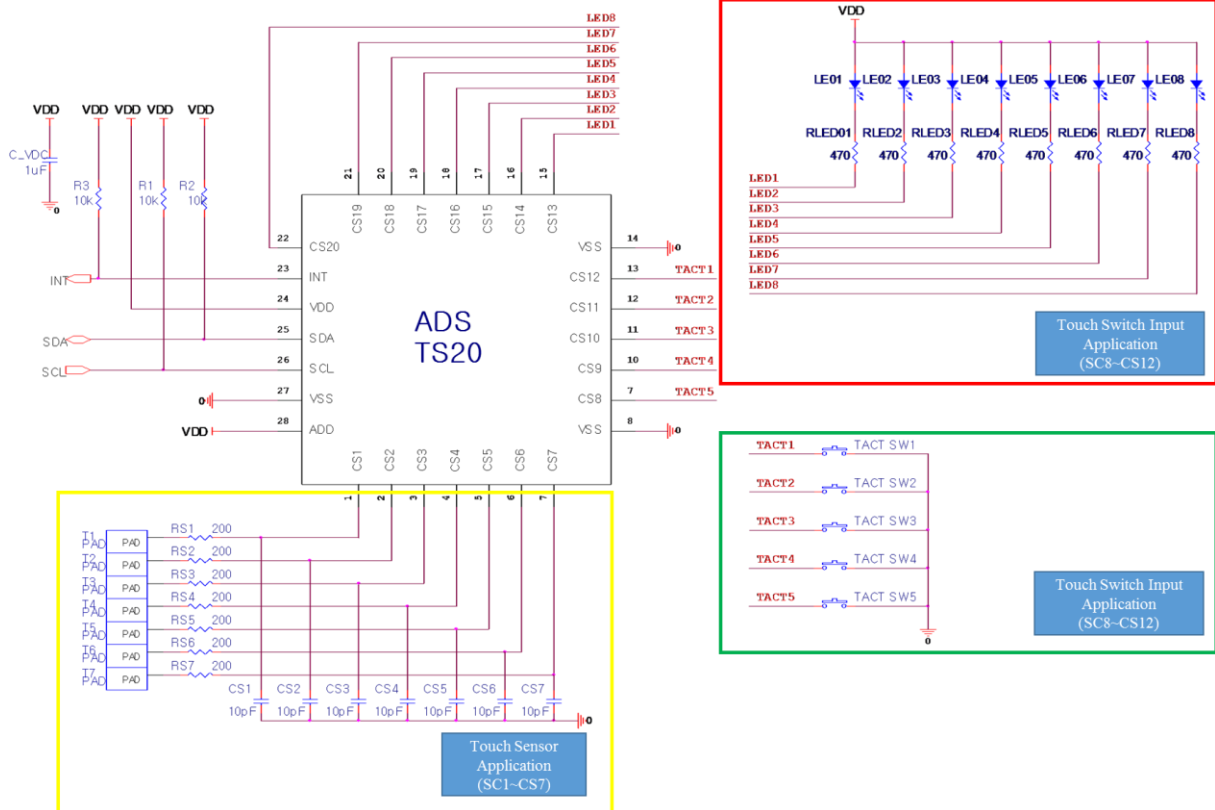 LED8
LED7
LED6
LED5
LED4
LED3
LED2
LED1
VDD
VDD VDD VDD VDD
C_VDC
1uF
0
R3
10k
R1
10k
R2
10k
21 20 19 18 17 16 15
CS19 CS18 CS17 CS16 CS15 CS14 CS13
22 CS20
INT 23 INT
24 VDD
SDA 25 SDA
SCL 26 SCL
0 27 VSS
VDD 28 ADD
ADS
TS20
VSS 14 0
CS12 13 TACT1
CS11 12 TACT2
CS10 11 TACT3
CS9 10 TACT4
CS8 7 TACT5
VSS 8 0
CS1 CS2 CS3 CS4 CS5 CS6 CS7
1 2 3 4 5 6 7
T1 PAD PAD RS1 200
T2 PAD PAD RS2 200
T3 PAD PAD RS3 200
T4 PAD PAD RS4 200
T5 PAD PAD RS5 200
T6 PAD PAD RS6 200
T7 PAD PAD RS7 200
CS1 CS2 CS3 CS4 CS5 CS6 CS7
10pF 10pF 10pF 10pF 10pF 10pF 10pF
0
Touch Sensor
Application
(SC1~CS7)
VDD
LE01 LE02 LE03 LE04 LE05 LE06 LE07 LE08
RLED01 RLED2 RLED3 RLED4 RLED5 RLED6 RLED7 RLED8
470 470 470 470 470 470 470 470
LED1
LED2
LED3
LED4
LED5
LED6
LED7
LED8
Touch Switch Input
Application
(SC8~CS12)
TACT1 TACT SW1
TACT2 TACT SW2
TACT3 TACT SW3
TACT4 TACT SW4
TACT5 TACT SW5
0
Touch Switch Input
Application
(SC8~CS12)